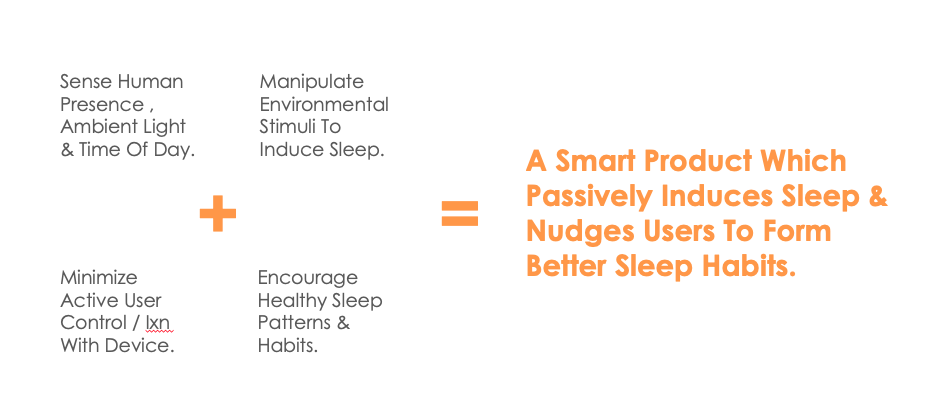 Sense Human
Presence ,
Ambient Light
& Time Of Day.
Manipulate
Environmental
Stimuli To
Induce Sleep.
+
Minimize
Active User
Control / Ixn
With Device.
Encourage
Healthy Sleep
Patterns &
Habits.
=
A Smart Product Which
Passively Induces Sleep &
Nudges Users To Form
Better Sleep Habits.